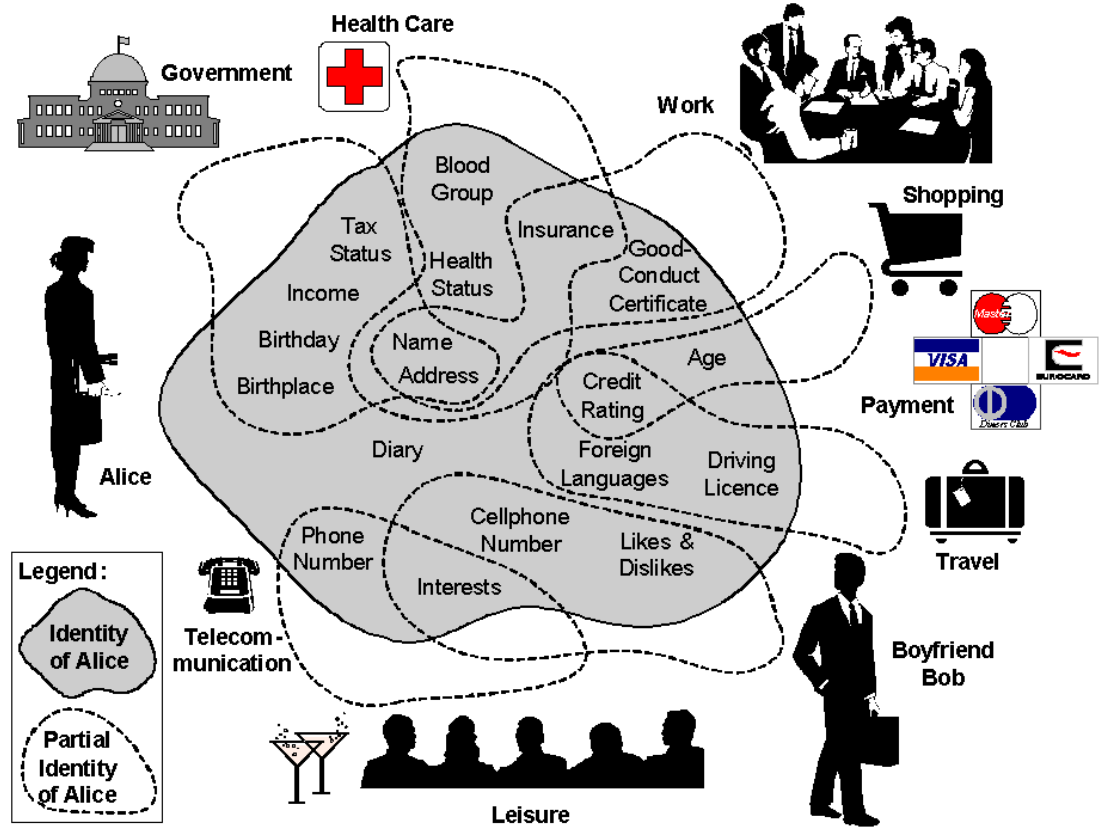 Health Care
Government
Work
Shopping
Blood
Group
Tax
Status
Insurance
Good-
Conduct
Certificate
Health
Status
Income
Birthday
Birthplace
Name
Address
Age
Credit
Rating
Master
VISA
EUROCARD
Diners Club
Payment
Diary
Foreign
Languages
Driving
Licence
Alice
Travel
Phone
Number
Cellphone
Number
Likes &
Dislikes
Interests
Telecom-
munication
Boyfriend
Bob
Leisure
Legend:
Identity
of Alice
Partial
Identity
of Alice